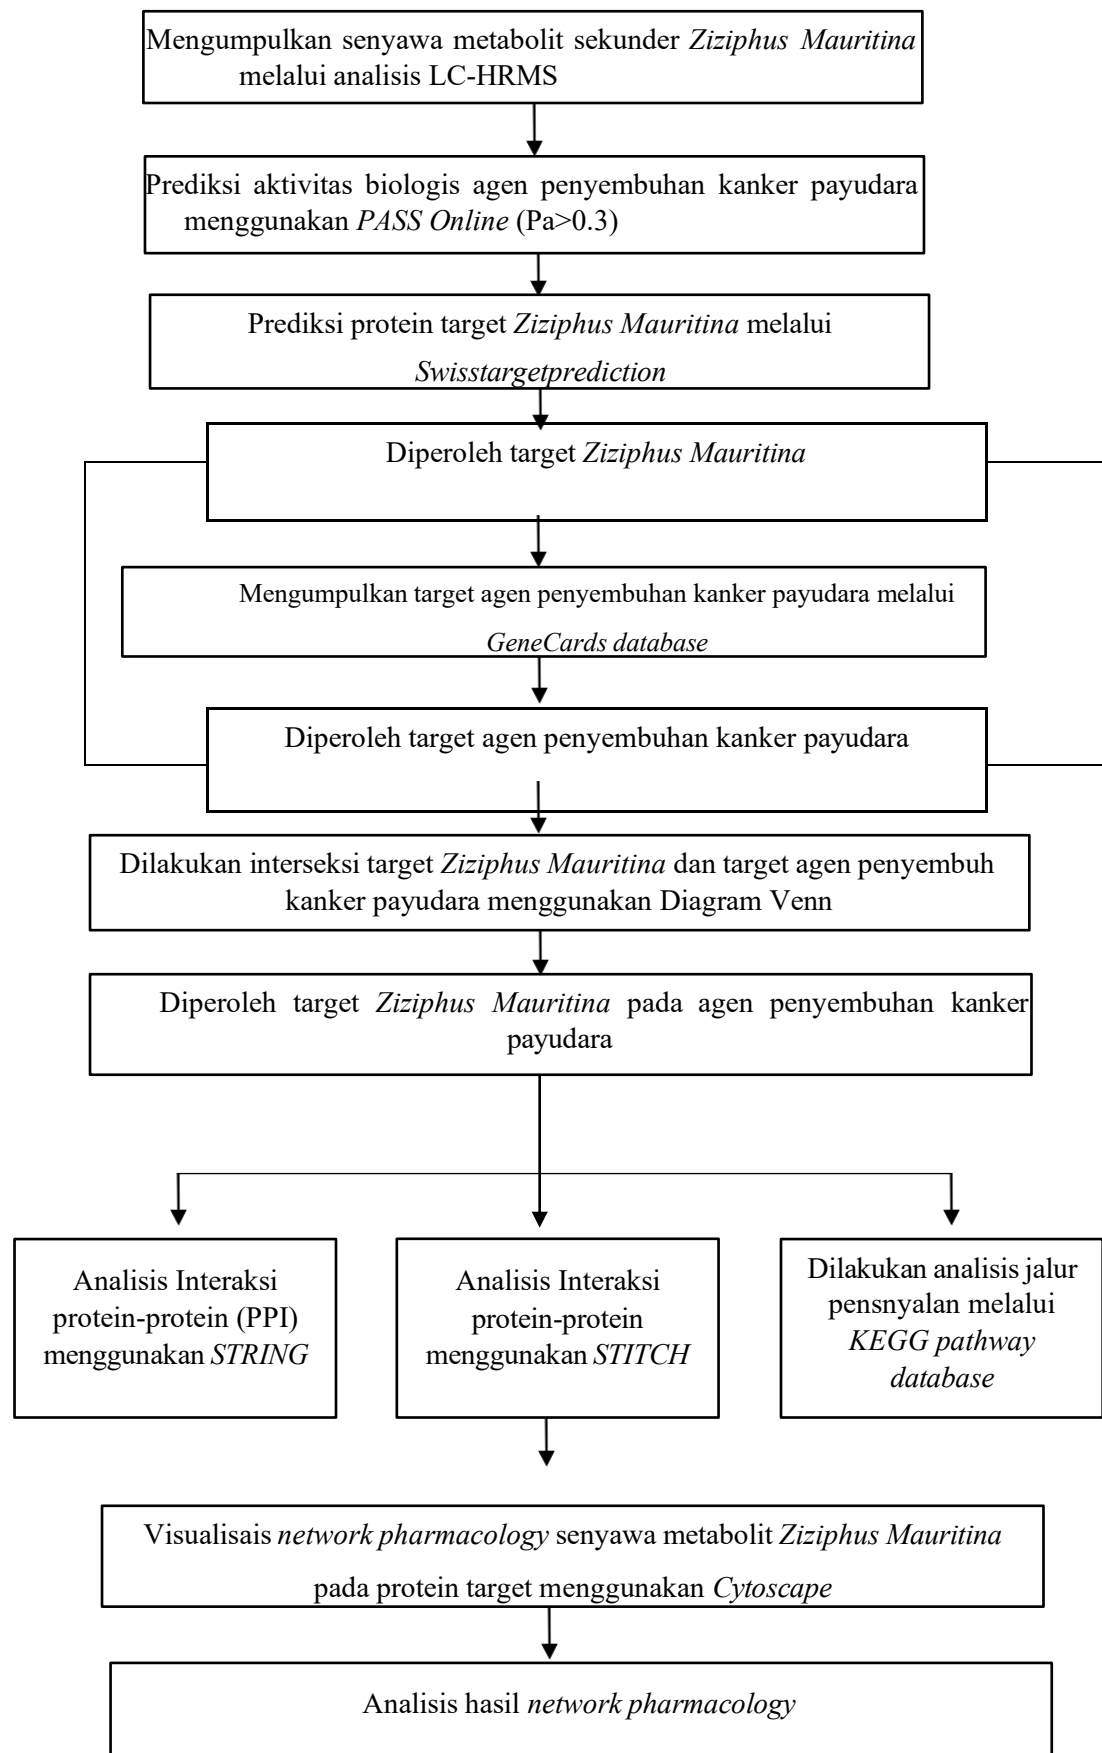 Mengumpulkan senyawa metabolit sekunder Ziziphus Mauritina
melalui analisis LC-HRMS
Prediksi aktivitas biologis agen penyembuhan kanker payudara
menggunakan PASS Online (Pa>0.3)
Prediksi protein target Ziziphus Mauritina melalui
Swisstargetprediction
Diperoleh target Ziziphus Mauritina
Mengumpulkan target agen penyembuhan kanker payudara melalui
GeneCards database
Diperoleh target agen penyembuhan kanker payudara
Dilakukan interseksi target Ziziphus Mauritina dan target agen penyembuh
kanker payudara menggunakan Diagram Venn
Diperoleh target Ziziphus Mauritina pada agen penyembuhan kanker
payudara
Analisis Interaksi
protein-protein (PPI)
menggunakan STRING
Analisis Interaksi
protein-protein
menggunakan STITCH
Dilakukan analisis jalur
pensnyalan melalui
KEGG pathway
database
Visualisais network pharmacology senyawa metabolit Ziziphus Mauritina
pada protein target menggunakan Cytoscape
Analisis hasil network pharmacology